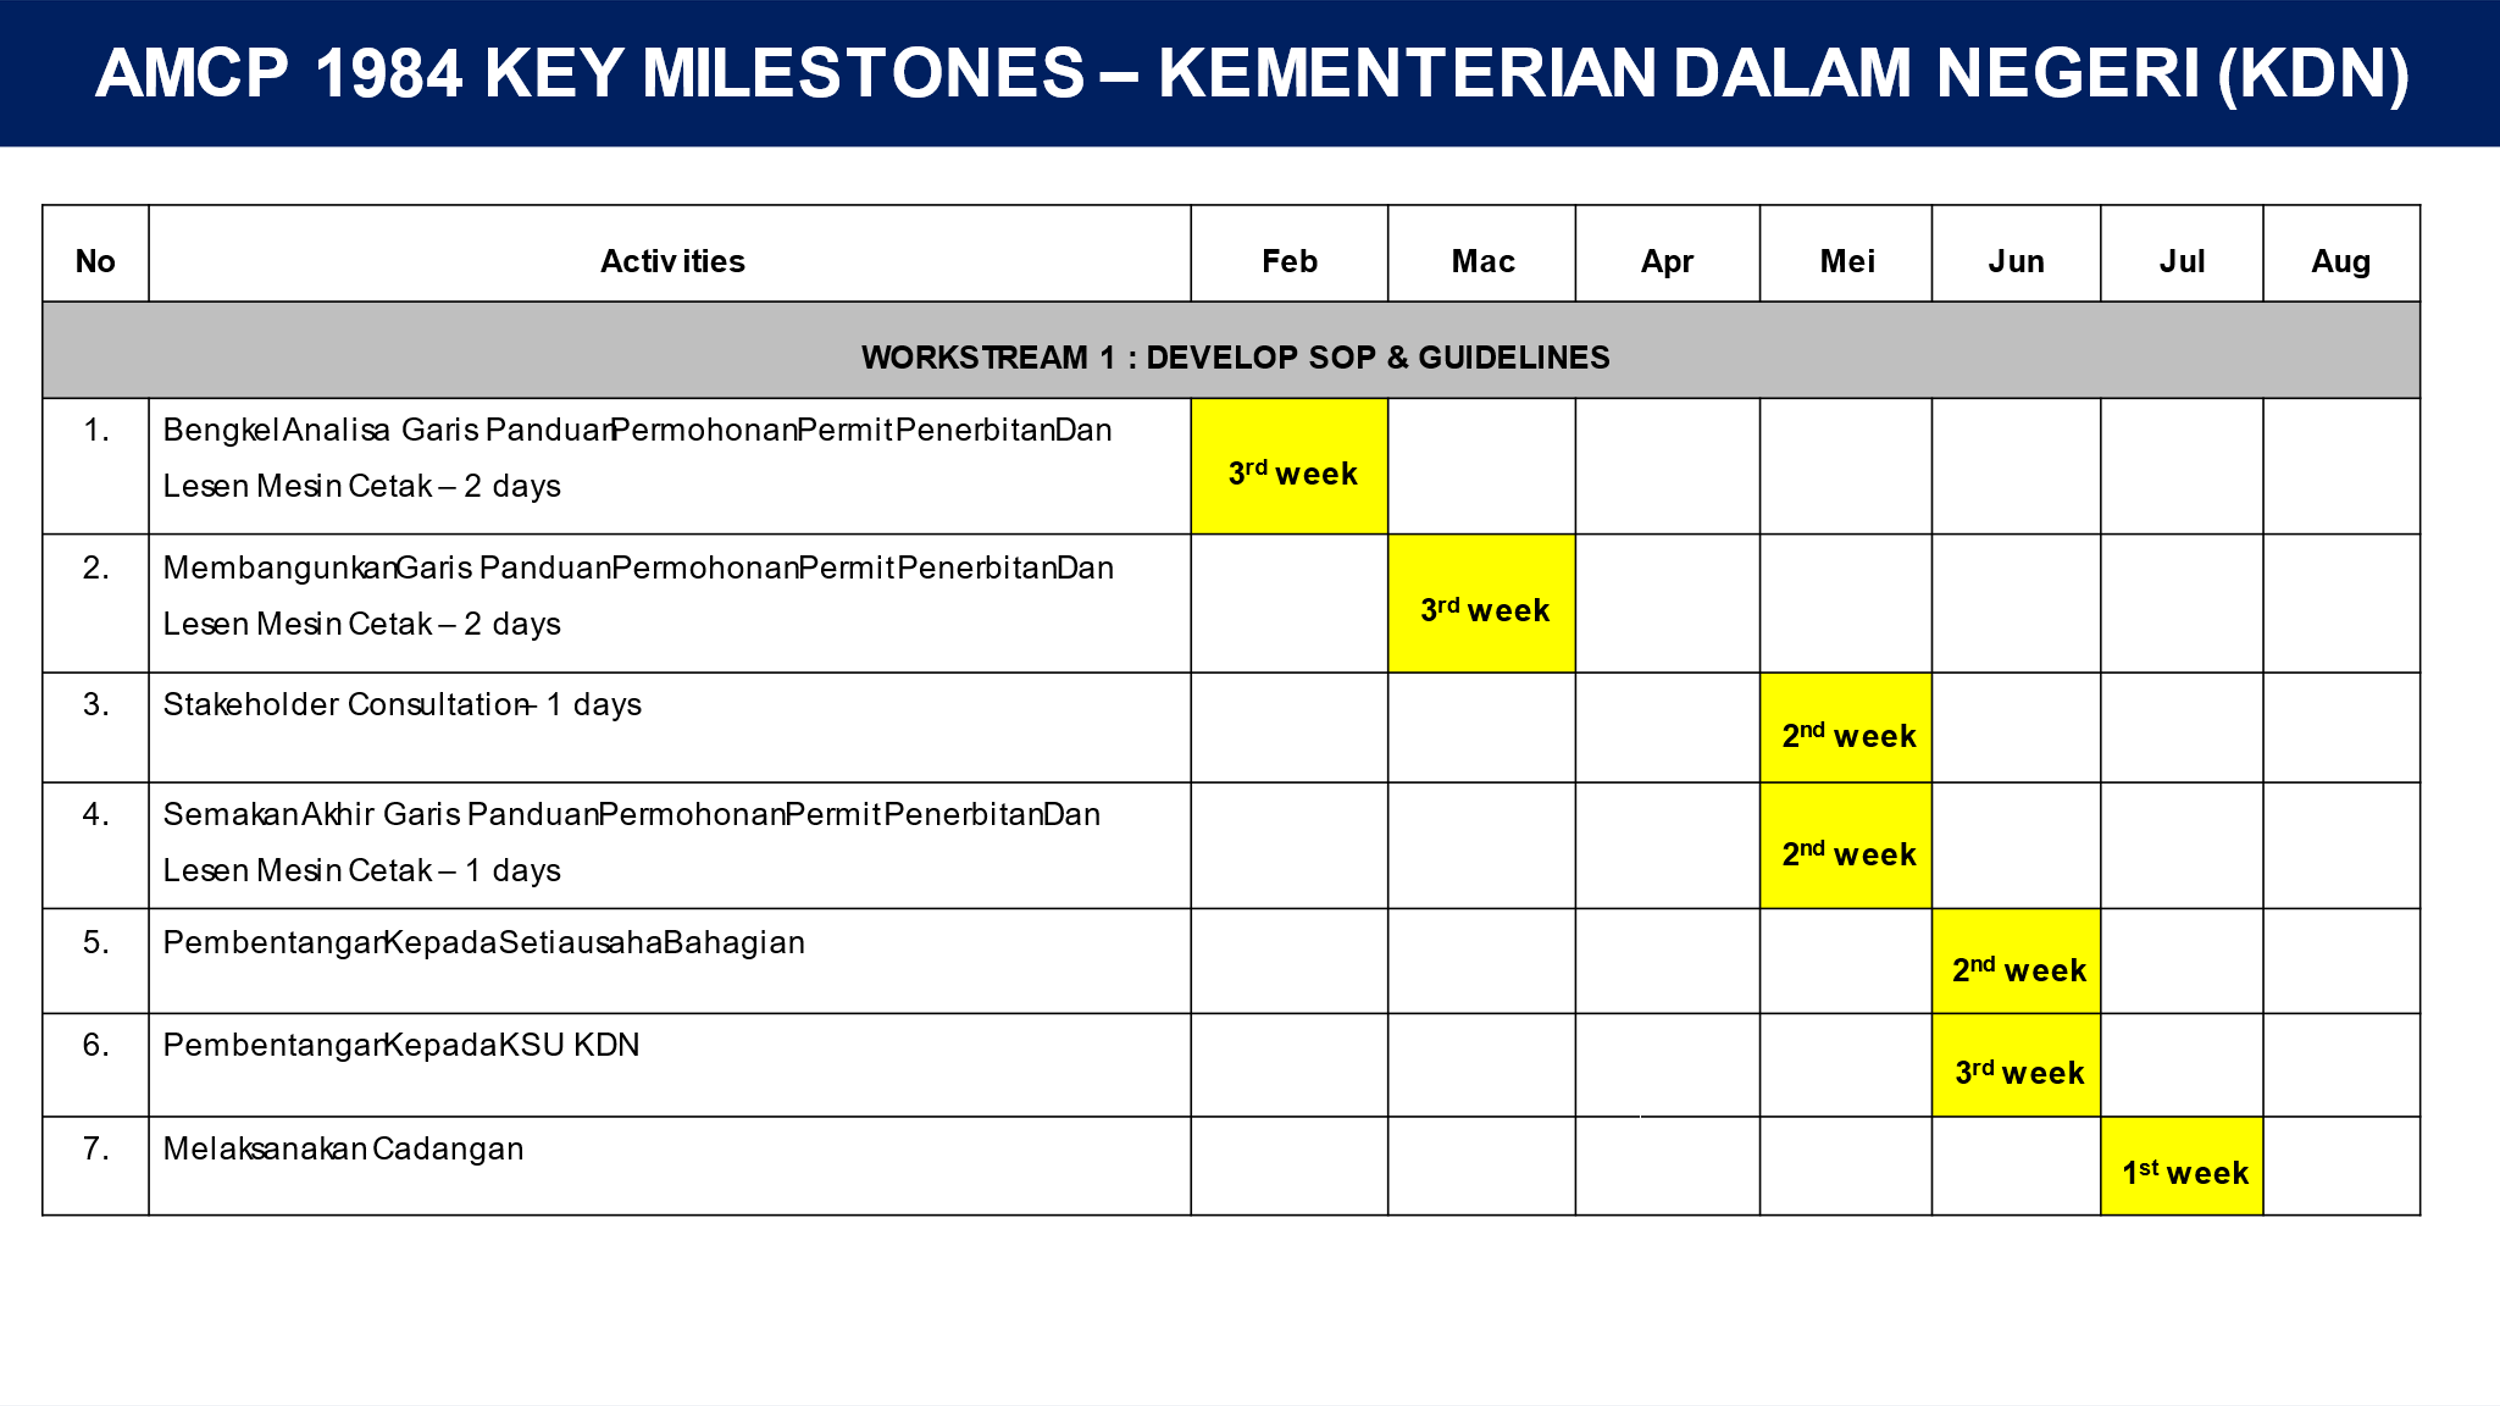 AMCP 1984 KEY MILESTONES – KEMENTERIAN DALAM NEGERI (KDN)
No Activities Feb Mac Apr Mei Jun Jul Aug
WORKSTREAM 1 : DEVELOP SOP & GUIDELINES
1. Bengkel Analisa Garis Panduan Permohonan Permit Penerbitan Dan
Lesen Mesin Cetak – 2 days
3rd week
2. Membangunkan Garis Panduan Permohonan Permit Penerbitan Dan
Lesen Mesin Cetak – 2 days
3rd week
3. Stakeholder Consultation – 1 days
2nd week
4. Semakan Akhir Garis Panduan Permohonan Permit Penerbitan Dan
Lesen Mesin Cetak – 1 days
2nd week
5. Pembentangan Kepada Setiausaha Bahagian
2nd week
6. Pembentangan Kepada KSU KDN
3rd week
7. Melaksanakan Cadangan
1st week